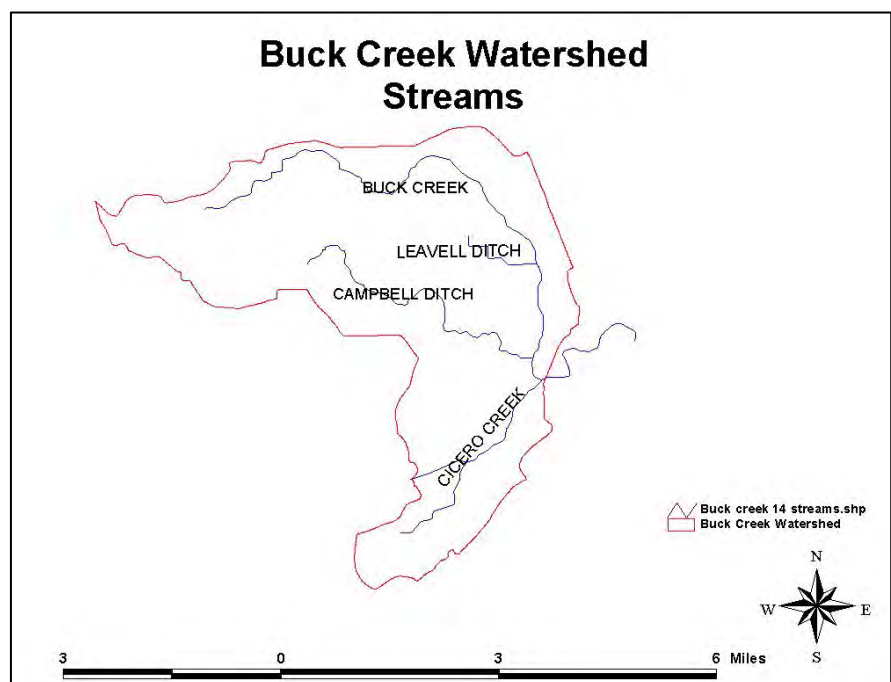 Buck Creek Watershed
Streams
BUCK CREEK
LEAVELL DITCH
CAMPBELL DITCH
CICERO CREEK
Buck creek 14 streams.shp
Buck Creek Watershed
N
W E
S
3 0 3 6 Miles